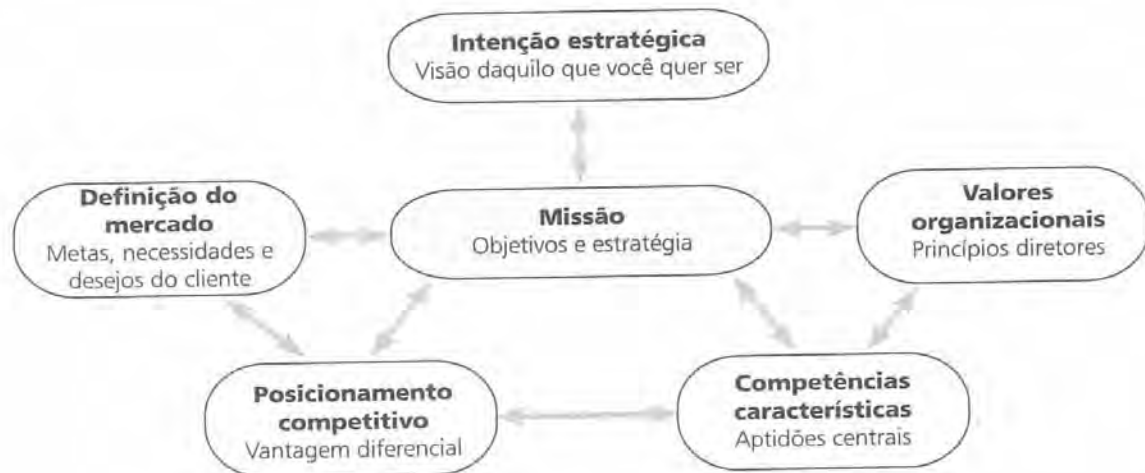 Intenção estratégica
Visão daquilo que você quer ser
Definição do
mercado
Metas, necessidades e
desejos do cliente
Missão
Objetivos e estratégia
Valores
organizacionais
Princípios diretores
Posicionamento
competitivo
Vantagem diferencial
Competências
características
Aptidões centrais